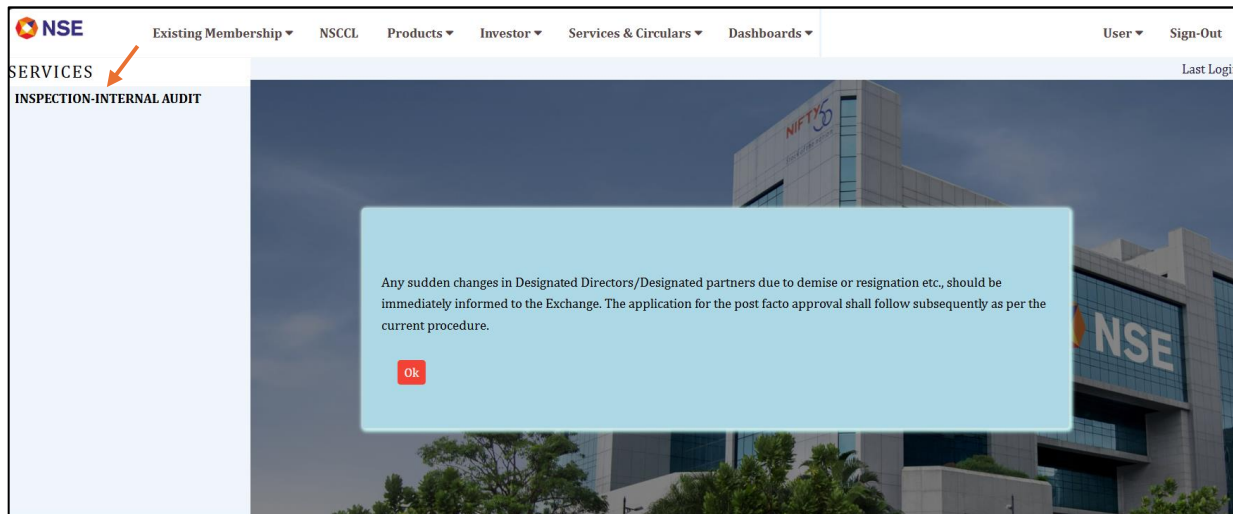 NSE
Existing Membership ▾ NSCCL Products ▾ Investor ▾ Services & Circulars ▾ Dashboards ▾ User ▾ Sign-Out
SERVICES
Last Logi
INSPECTION-INTERNAL AUDIT
NIFTY50
Any sudden changes in Designated Directors/Designated partners due to demise or resignation etc., should be
immediately informed to the Exchange. The application for the post facto approval shall follow subsequently as per the
current procedure.
Ok
NSE